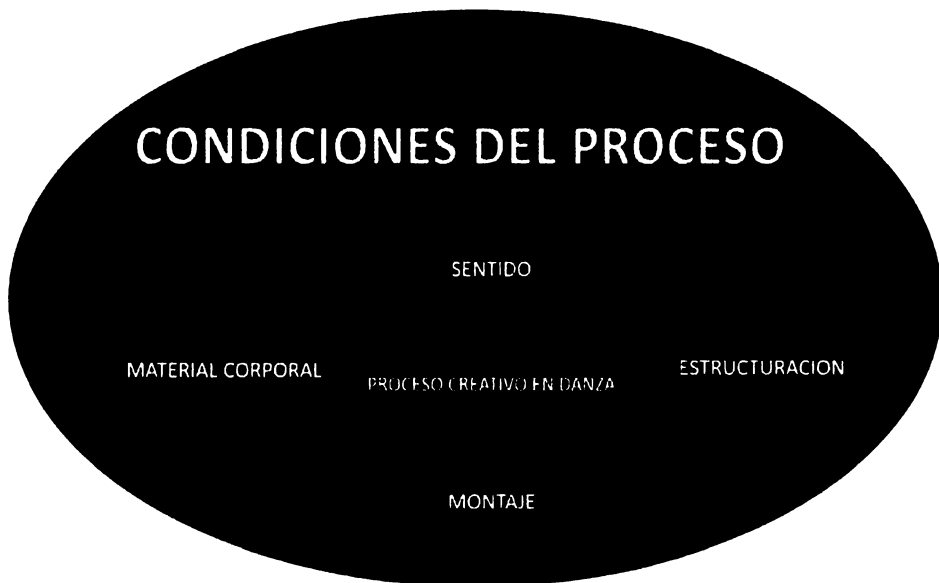 CONDICIONES DEL PROCESO
SENTIDO
MATERIAL CORPORAL
PROCESO CREATIVO EN DANZA
ESTRUCTURACION
MONTAJE